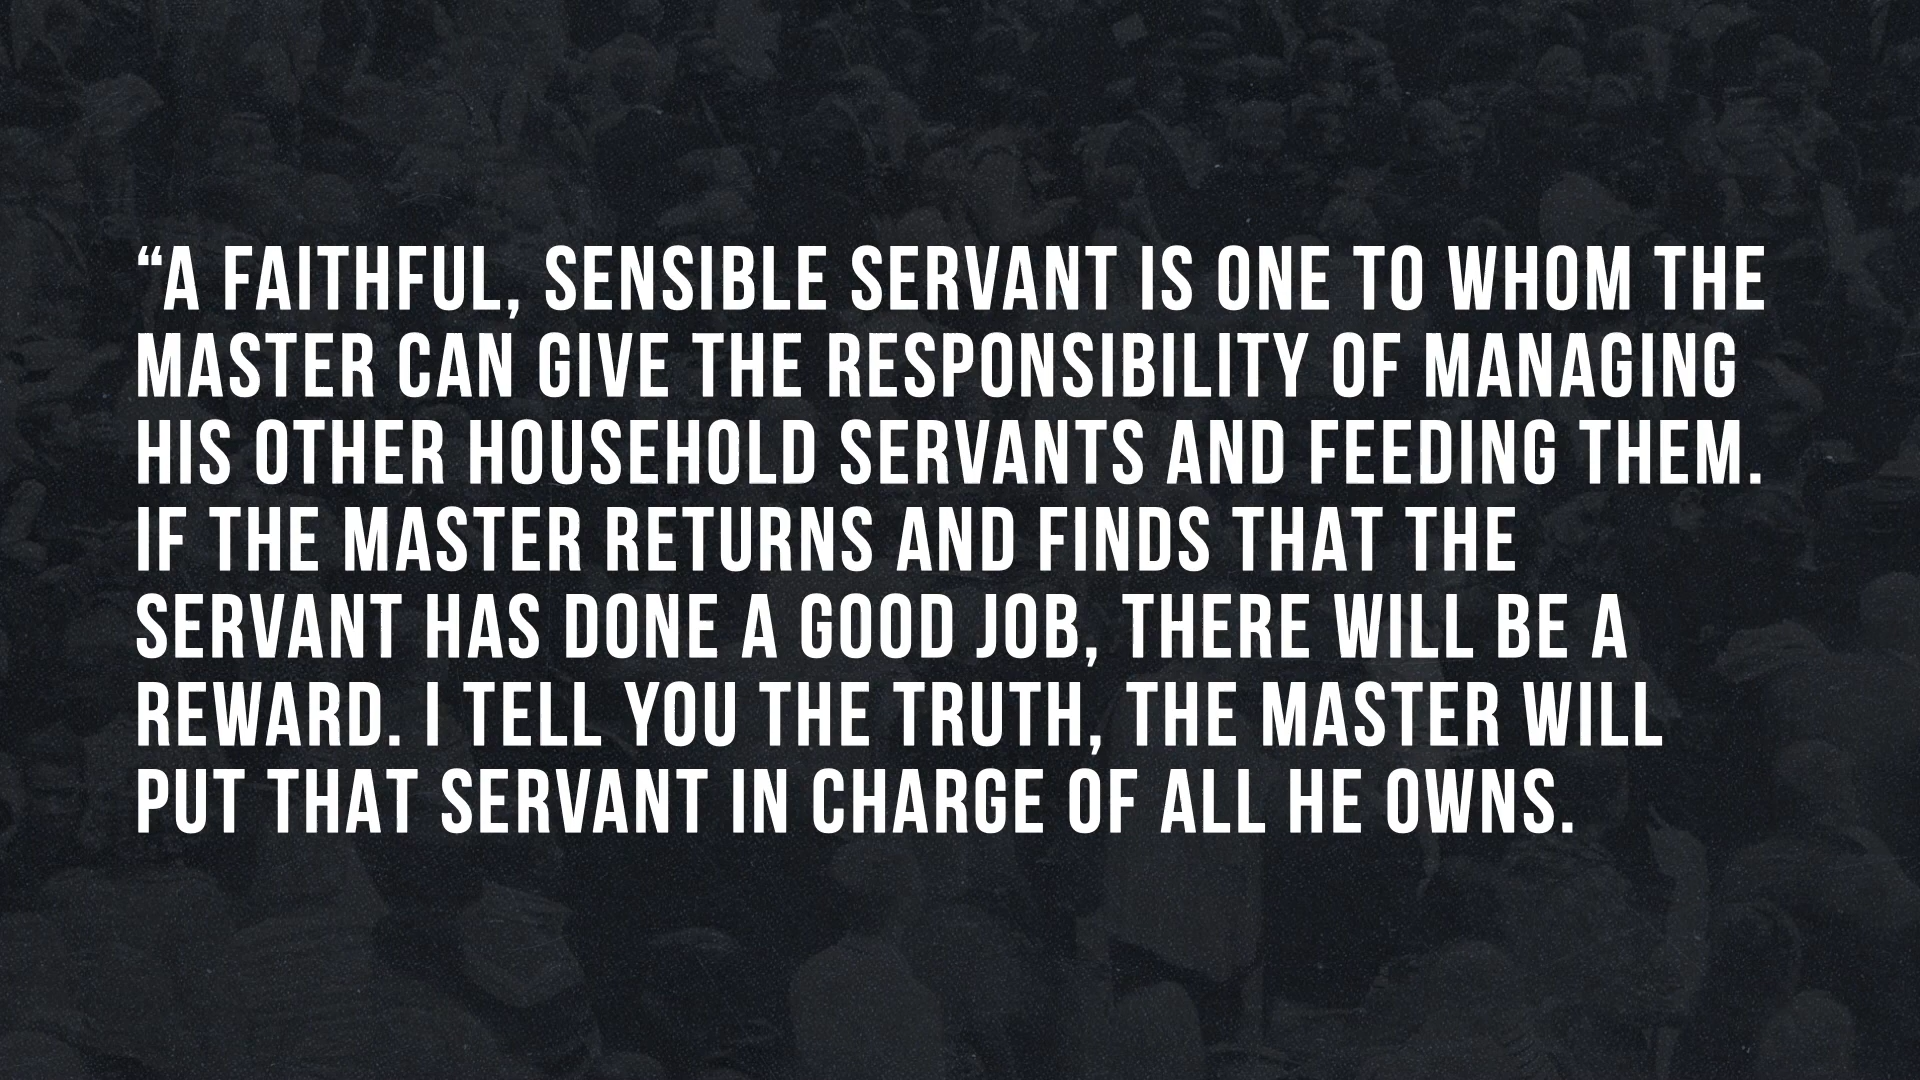 “A FAITHFUL, SENSIBLE SERVANT IS ONE TO WHOM THE
MASTER CAN GIVE THE RESPONSIBILITY OF MANAGING
HIS OTHER HOUSEHOLD SERVANTS AND FEEDING THEM.
IF THE MASTER RETURNS AND FINDS THAT THE
SERVANT HAS DONE A GOOD JOB, THERE WILL BE A
REWARD. I TELL YOU THE TRUTH, THE MASTER WILL
PUT THAT SERVANT IN CHARGE OF ALL HE OWNS.